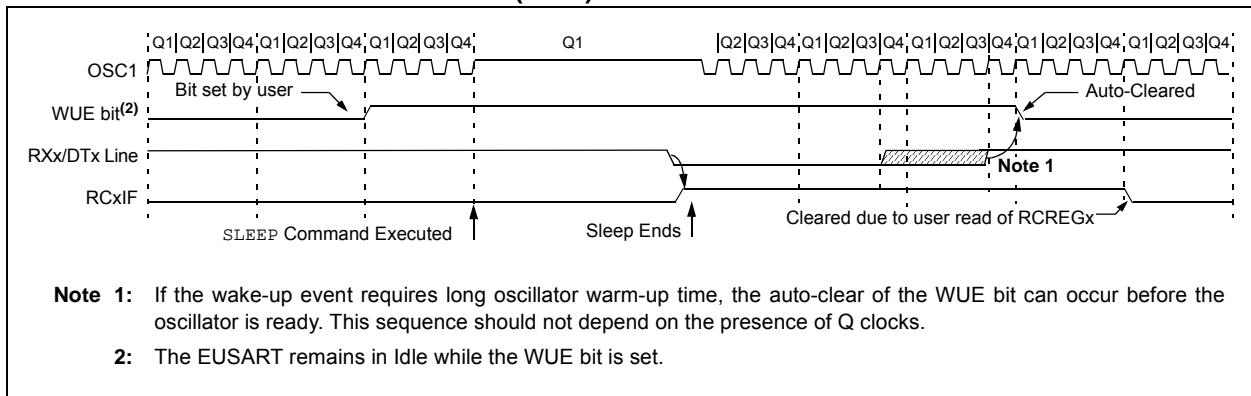 Q1 Q2 Q3 Q4 Q1 Q2 Q3 Q4 Q1 Q2 Q3 Q4 Q1 Q2 Q3 Q4 Q1 Q2 Q3 Q4 Q1 Q2 Q3 Q4 Q1 Q2 Q3 Q4
OSC1
Bit set by user
Auto-Cleared
WUE bit(2)
RXx/DTx Line
Note 1
RCxIF
Cleared due to user read of RCREGx
SLEEP Command Executed
Sleep Ends
Note 1: If the wake-up event requires long oscillator warm-up time, the auto-clear of the WUE bit can occur before the
oscillator is ready. This sequence should not depend on the presence of Q clocks.
2: The EUSART remains in Idle while the WUE bit is set.